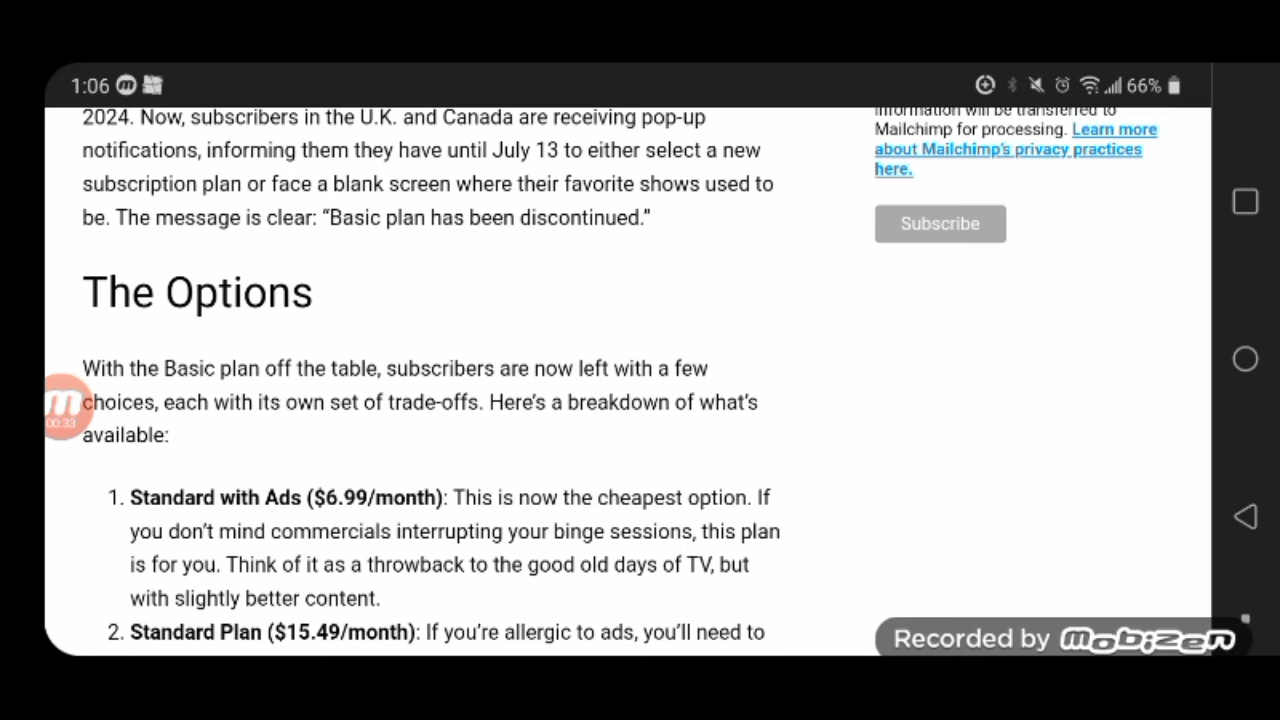 1:06
66%
2024. Now, subscribers in the U.K. and Canada are receiving pop-up
notifications, informing them they have until July 13 to either select a new
subscription plan or face a blank screen where their favorite shows used to
be. The message is clear: “Basic plan has been discontinued.”
The Options
With the Basic plan off the table, subscribers are now left with a few
choices, each with its own set of trade-offs. Here’s a breakdown of what’s
available:
1. Standard with Ads ($6.99/month): This is now the cheapest option. If
you don’t mind commercials interrupting your binge sessions, this plan
is for you. Think of it as a throwback to the good old days of TV, but
with slightly better content.
2. Standard Plan ($15.49/month): If you’re allergic to ads, you’ll need to
information will be transferred to
Mailchimp for processing. Learn more
about Mailchimp’s privacy practices
here.
Subscribe
00:33
Recorded by mobizen